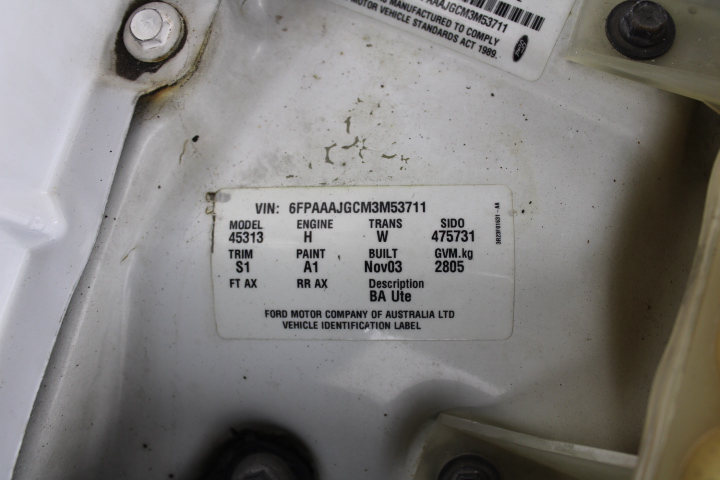 AAAJGCM3M53711
MANUFACTURED TO COMPLY
MOTOR VEHICLE STANDARDS ACT 1989.
Ford
VIN: 6FPAAAJGCM3M53711
MODEL ENGINE TRANS SIDO
45313 H W 475731
TRIM PAINT BUILT GVM.kg
S1 A1 Nov03 2805
FT AX RR AX Description
BA Ute
FORD MOTOR COMPANY OF AUSTRALIA LTD
VEHICLE IDENTIFICATION LABEL